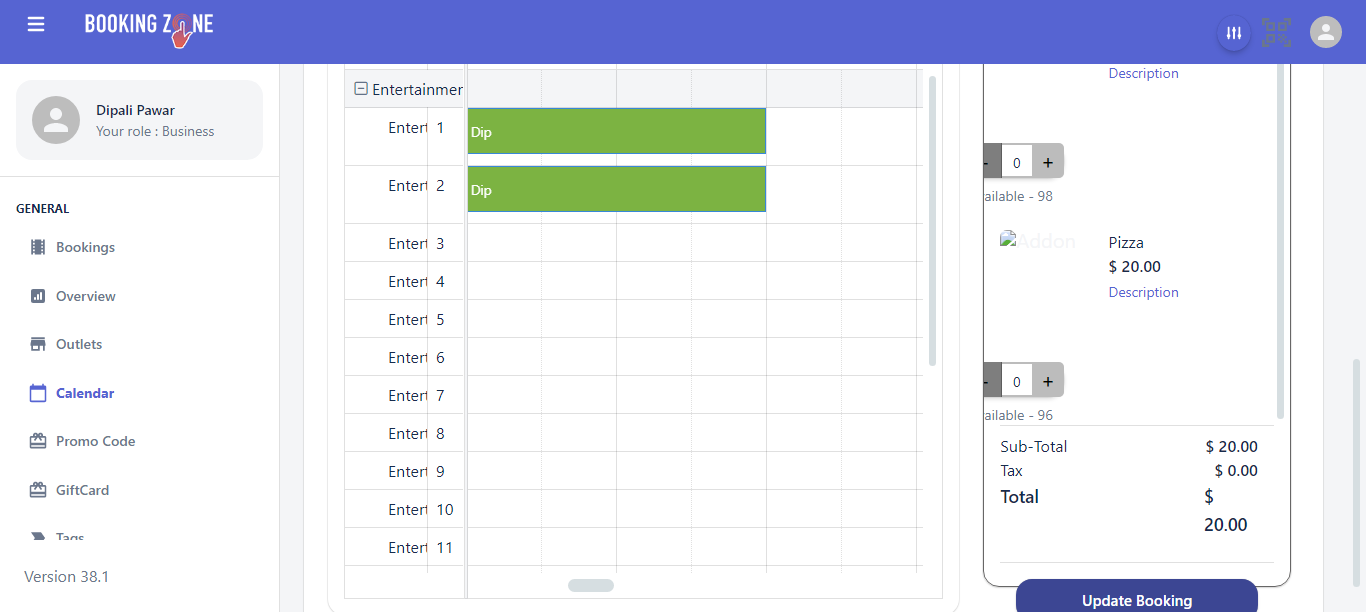 BOOKING ZONE
Dipali Pawar
Your role : Business
GENERAL
Bookings
Overview
Outlets
Calendar
Promo Code
GiftCard
Tags
Version 38.1
Entertainmer
Entert 1
Dip
Entert 2
Dip
Entert 3
Entert 4
Entert 5
Entert 6
Entert 7
Entert 8
Entert 9
Entert 10
Entert 11
Description
- 0 +
ailable - 98
Addon
Pizza
$ 20.00
Description
- 0 +
ailable - 96
Sub-Total $ 20.00
Tax $ 0.00
Total $
20.00
Update Booking